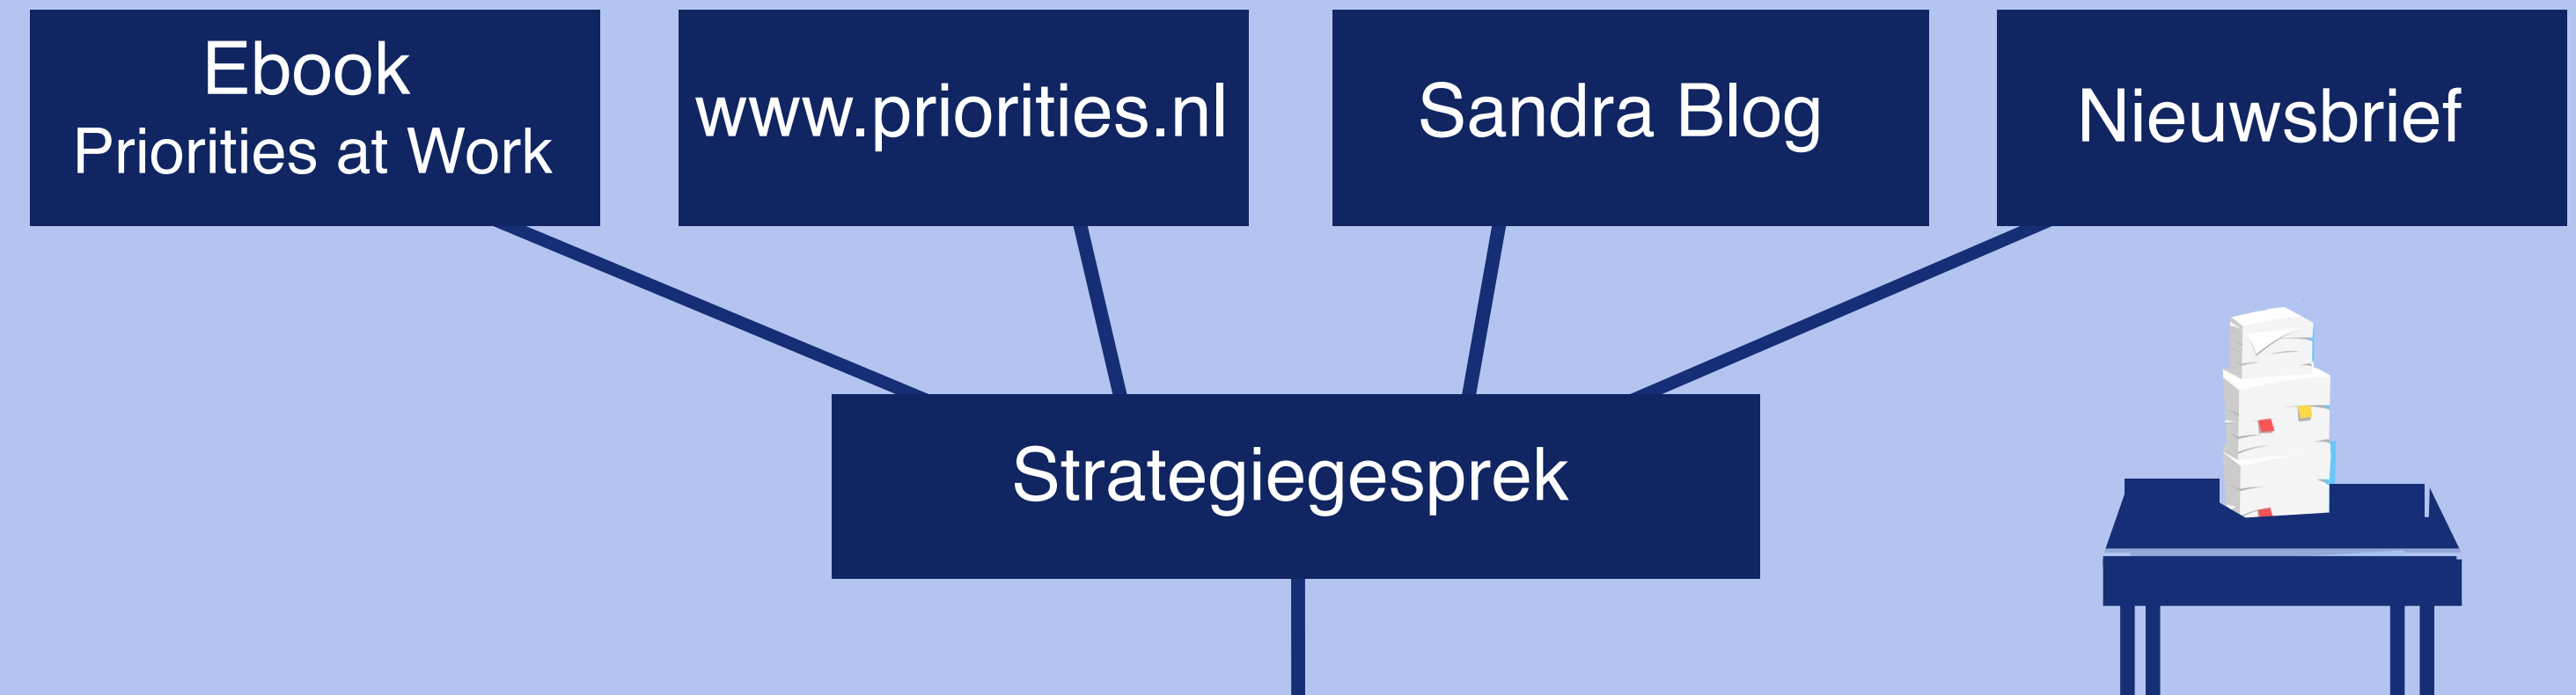 Ebook
Priorities at Work
www.priorities.nl
Sandra Blog
Nieuwsbrief
Strategiegesprek